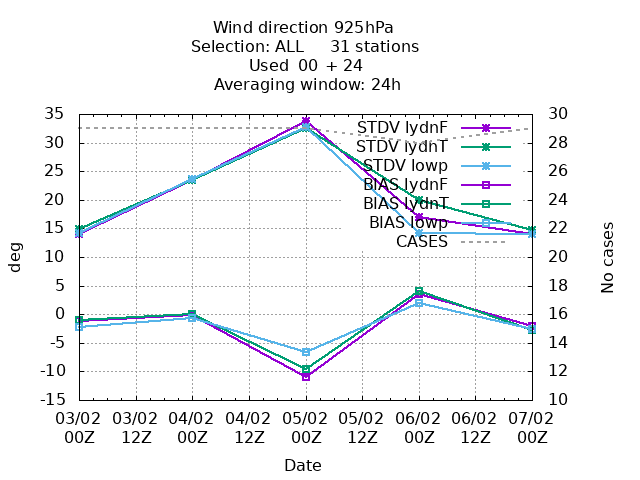 Wind direction 925hPa
Selection: ALL 31 stations
Used 00 + 24
Averaging window: 24h
35 30
30 28
25 26
20 24
15 22
10 20
5 18
0 16
-5 14
-10 12
-15 10
deg
No cases
STDV lydnF
STDV lydnT
STDV lowp
BIAS lydnF
BIAS lydnT
BIAS lowp
CASES
03/02 03/02 04/02 04/02 05/02 05/02 06/02 06/02 07/02
00Z 12Z 00Z 12Z 00Z 12Z 00Z 12Z 00Z
Date